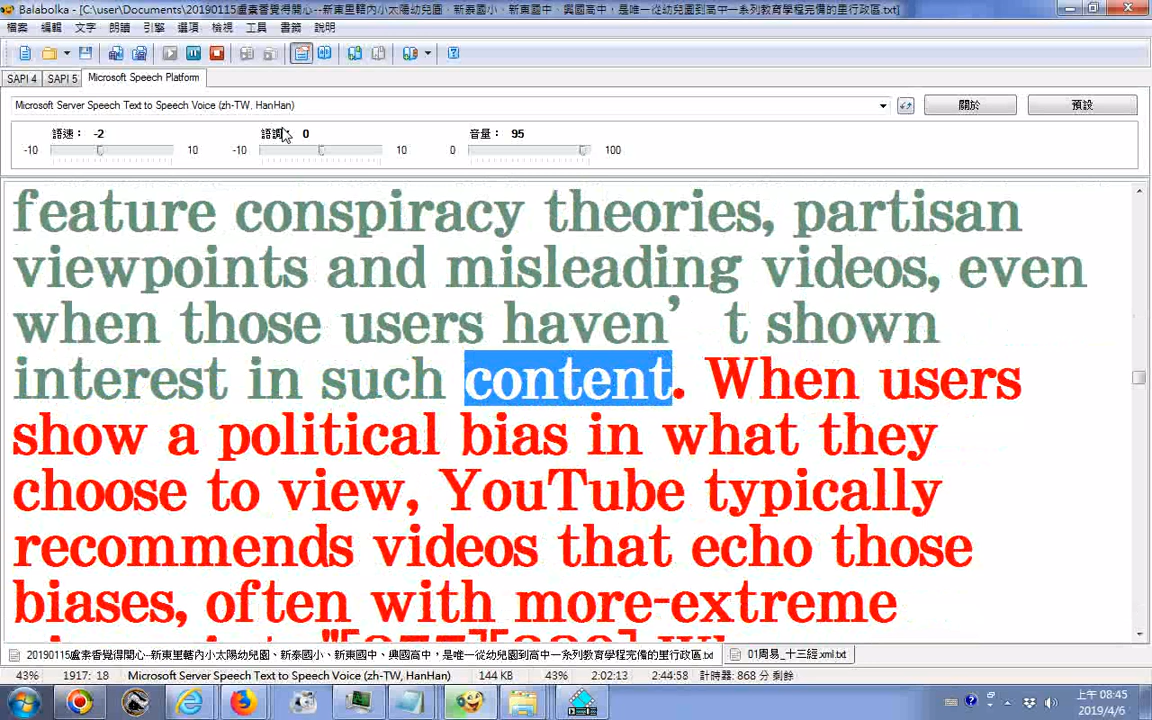 Balabolka - [C:\user\Documents\20190115盧素香覺得開心--新東里轄內小太陽幼兒園、新泰國小、新東國中、興國高中，是唯一從幼兒園到高中一系列教育學程完備的里行政區.txt]
檔案 編輯 文字 朗讀 引擎 選項 檢視 工具 書籤 說明
SAPI 4 SAPI 5 Microsoft Speech Platform
Microsoft Server Speech Text to Speech Voice (zh-TW, HanHan) 關於 預設
語速： -2 語調： 0 音量： 95
-10 10 -10 10 0 100
feature conspiracy theories, partisan
viewpoints and misleading videos, even
when those users haven’t shown
interest in such content. When users
show a political bias in what they
choose to view, YouTube typically
recommends videos that echo those
biases, often with more-extreme
20190115盧素香覺得開心--新東里轄內小太陽幼兒園、新泰國小、新東國中、興國高中，是唯一從幼兒園到高中一系列教育學程完備的里行政區.txt 01周易_十三經.xml.txt
43% 1917: 18 Microsoft Server Speech Text to Speech Voice (zh-TW, HanHan) 144 KB 43% 2:02:13 2:44:58 計時器： 868 分 剩餘
上午 08:45
2019/4/6